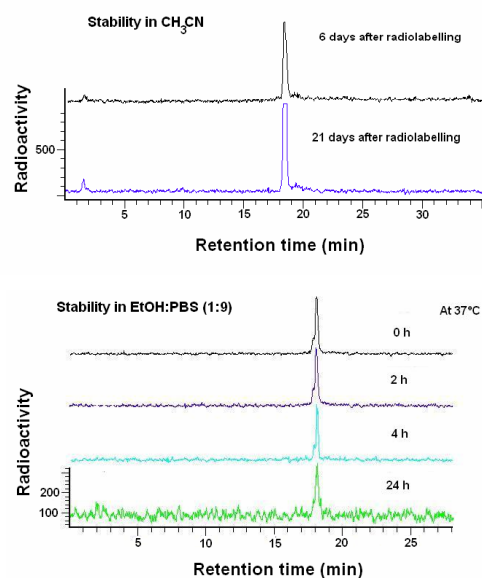 Stability in CH3CN
6 days after radiolabelling
21 days after radiolabelling
Radioactivity
500
5 10 15 20 25 30
Retention time (min)
Stability in EtOH:PBS (1:9)
At 37°C
0 h
2 h
4 h
24 h
Radioactivity
200
100
5 10 15 20 25
Retention time (min)